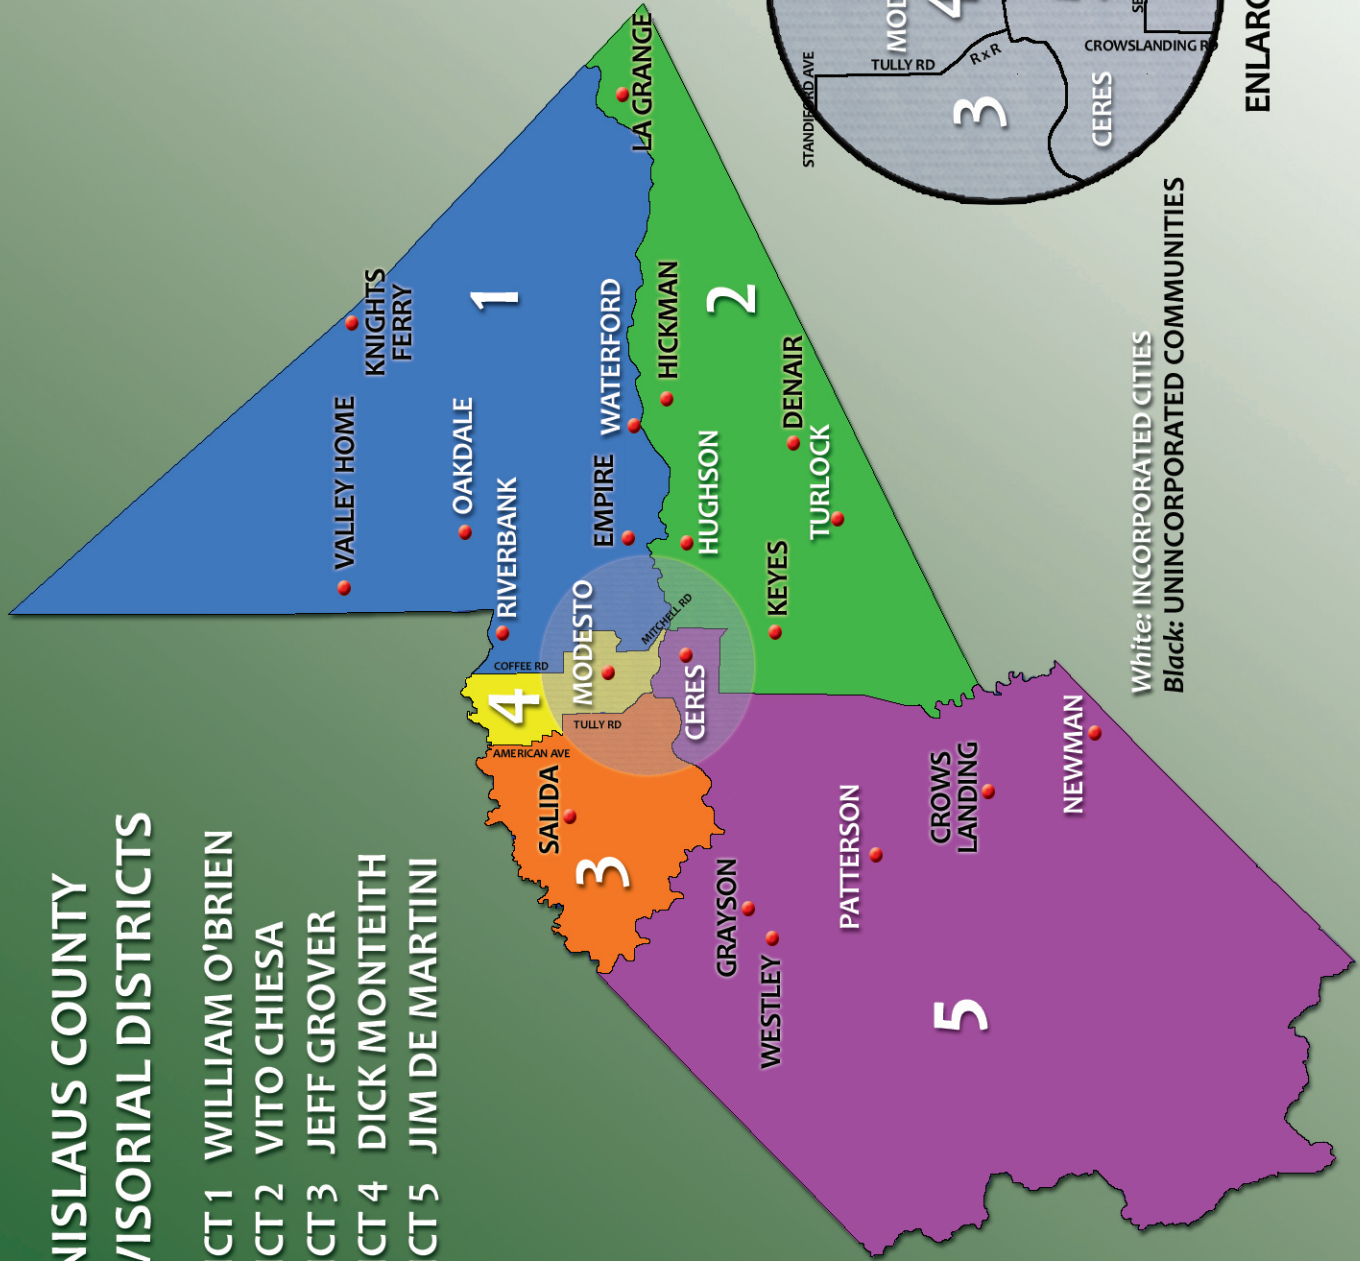 NISLAUS COUNTY
VISORIAL DISTRICTS
CT 1 WILLIAM O'BRIEN
CT 2 VITO CHIESA
CT 3 JEFF GROVER
CT 4 DICK MONTEITH
CT 5 JIM DE MARTINI
VALLEY HOME
KNIGHTS
FERRY
OAKDALE
1
RIVERBANK
COFFEE RD
4
AMERICAN AVE
SALIDA
3
TULLY RD
MODESTO
EMPIRE
WATERFORD
LA GRANGE
MITCHELL RD
HICKMAN
HUGHSON
2
CERES
KEYES
DENAIR
TURLOCK
GRAYSON
WESTLEY
PATTERSON
5
CROWS
LANDING
NEWMAN
STANDIFORD AVE
TULLY RD
MOD
4
RxR
3
CROWSLANDING RD
CERES
SE
ENLARG
White: INCORPORATED CITIES
Black: UNINCORPORATED COMMUNITIES